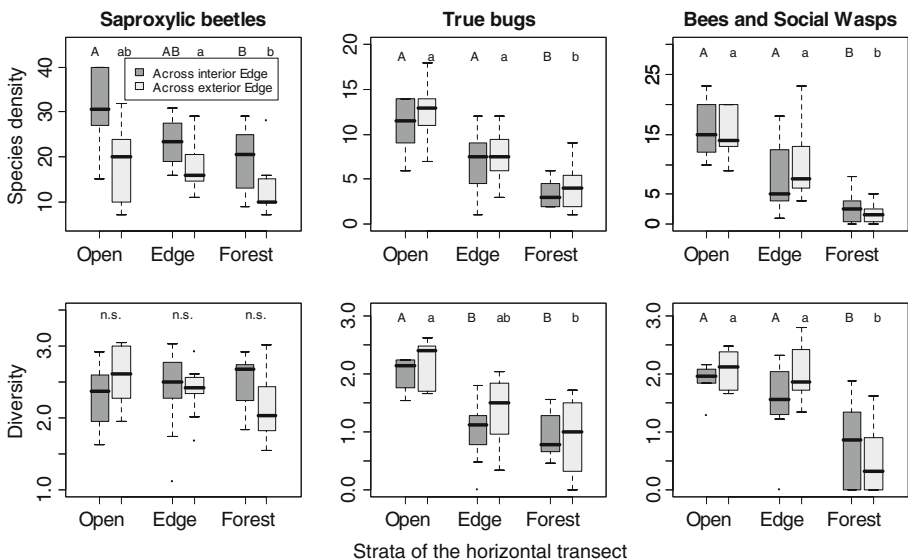 Saproxylic beetles
True bugs
Bees and Social Wasps
Species density
40
30
20
10
A ab AB a B b
Across interior Edge
Across exterior Edge
Open Edge Forest
20
15
10
5
0
A a A a B b
Open Edge Forest
25
15
5
0
A a A a B b
Open Edge Forest
Diversity
3.0
2.0
1.0
n.s. n.s. n.s.
Open Edge Forest
3.0
2.0
1.0
0.0
A a B ab B b
Open Edge Forest
3.0
2.0
1.0
0.0
A a A a B b
Open Edge Forest
Strata of the horizontal transect